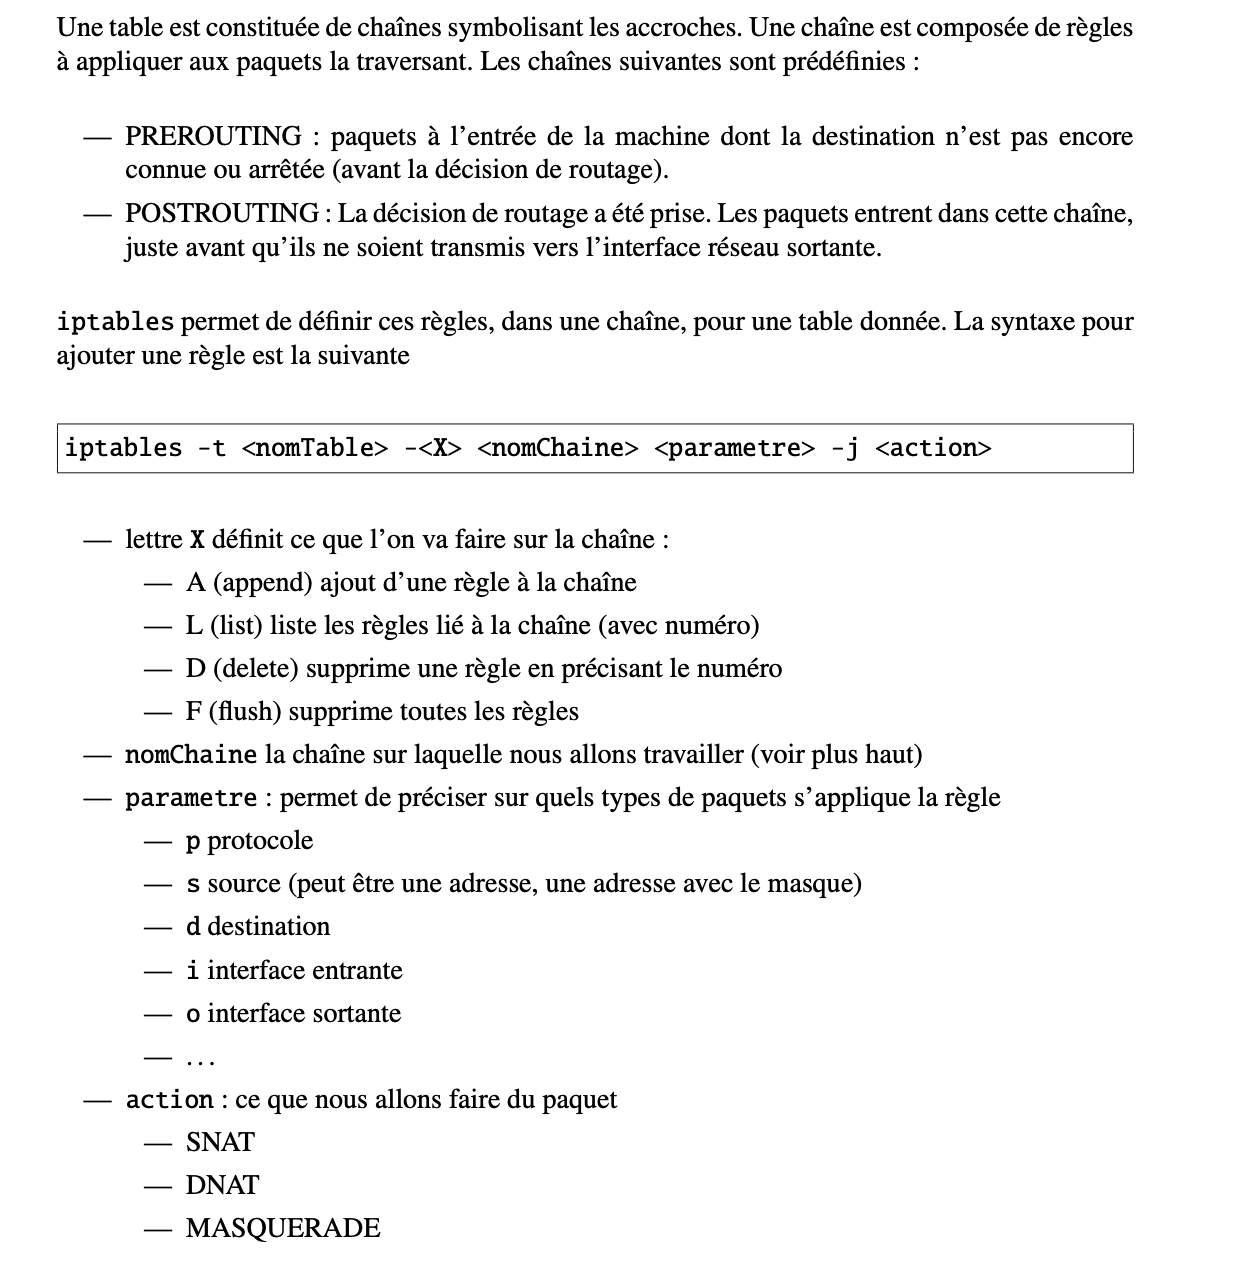 Une table est constituée de chaînes symbolisant les accroches. Une chaîne est composée de règles
à appliquer aux paquets la traversant. Les chaînes suivantes sont prédéfinies :
— PREROUTING : paquets à l’entrée de la machine dont la destination n’est pas encore
connue ou arrêtée (avant la décision de routage).
— POSTROUTING : La décision de routage a été prise. Les paquets entrent dans cette chaîne,
juste avant qu’ils ne soient transmis vers l’interface réseau sortante.
iptables permet de définir ces règles, dans une chaîne, pour une table donnée. La syntaxe pour
ajouter une règle est la suivante
iptables -t <nomTable> -<X> <nomChaine> <parametre> -j <action>
— lettre X définit ce que l’on va faire sur la chaîne :
— A (append) ajout d’une règle à la chaîne
— L (list) liste les règles lié à la chaîne (avec numéro)
— D (delete) supprime une règle en précisant le numéro
— F (flush) supprime toutes les règles
— nomChaine la chaîne sur laquelle nous allons travailler (voir plus haut)
— parametre : permet de préciser sur quels types de paquets s’applique la règle
— p protocole
— s source (peut être une adresse, une adresse avec le masque)
— d destination
— i interface entrante
— o interface sortante
— ...
— action : ce que nous allons faire du paquet
— SNAT
— DNAT
— MASQUERADE